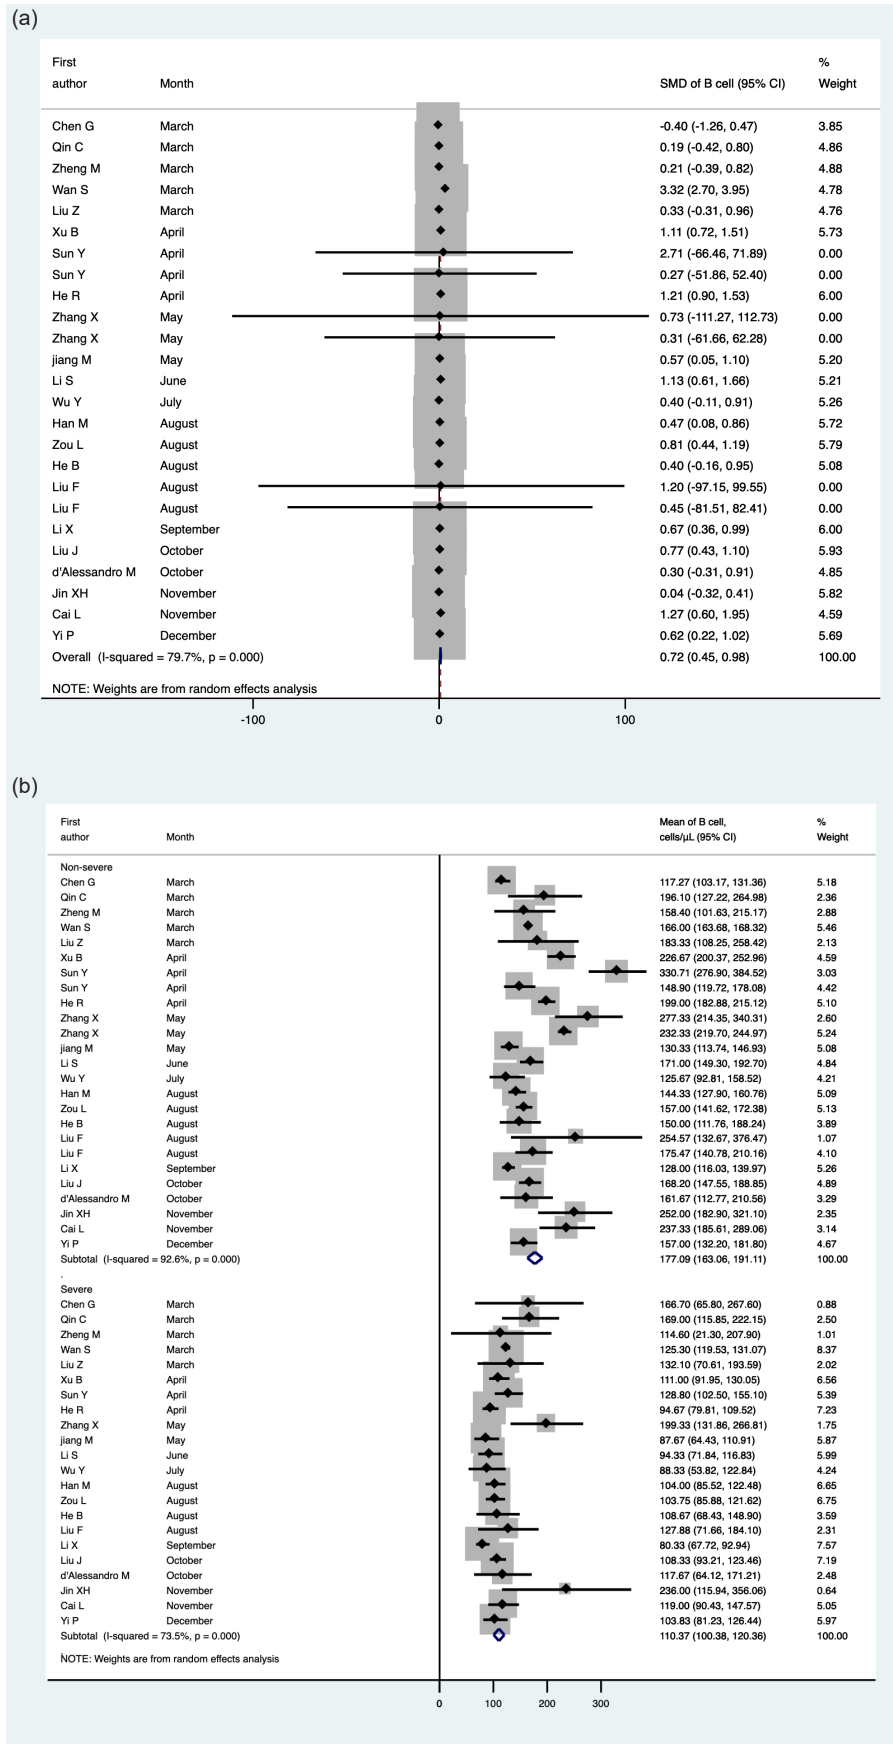 (a)
First %
author Month SMD of B cell (95% CI) Weight
Chen G March -0.40 (-1.26, 0.47) 3.85
Qin C March 0.19 (-0.42, 0.80) 4.86
Zheng M March 0.21 (-0.39, 0.82) 4.88
Wan S March 3.32 (2.70, 3.95) 4.78
Liu Z March 0.33 (-0.31, 0.96) 4.76
Xu B April 1.11 (0.72, 1.51) 5.73
Sun Y April 2.71 (-66.46, 71.89) 0.00
Sun Y April 0.27 (-51.86, 52.40) 0.00
He R April 1.21 (0.90, 1.53) 6.00
Zhang X May 0.73 (-111.27, 112.73) 0.00
Zhang X May 0.31 (-61.66, 62.28) 0.00
jiang M May 0.57 (0.05, 1.10) 5.20
Li S June 1.13 (0.61, 1.66) 5.21
Wu Y July 0.40 (-0.11, 0.91) 5.26
Han M August 0.47 (0.08, 0.86) 5.72
Zou L August 0.81 (0.44, 1.19) 5.79
He B August 0.40 (-0.16, 0.95) 5.08
Liu F August 1.20 (-97.15, 99.55) 0.00
Liu F August 0.45 (-81.51, 82.41) 0.00
Li X September 0.67 (0.36, 0.99) 6.00
Liu J October 0.77 (0.43, 1.10) 5.93
d'Alessandro M October 0.30 (-0.31, 0.91) 4.85
Jin XH November 0.04 (-0.32, 0.41) 5.82
Cai L November 1.27 (0.60, 1.95) 4.59
Yi P December 0.62 (0.22, 1.02) 5.69
Overall (I-squared = 79.7%, p = 0.000) 0.72 (0.45, 0.98) 100.00
NOTE: Weights are from random effects analysis
-100 0 100
(b)
First Mean of B cell, %
author Month cells/µL (95% CI) Weight
Non-severe
Chen G March 117.27 (103.17, 131.36) 5.18
Qin C March 196.10 (127.22, 264.98) 2.36
Zheng M March 158.40 (101.63, 215.17) 2.88
Wan S March 166.00 (163.68, 168.32) 5.46
Liu Z March 183.33 (108.25, 258.42) 2.13
Xu B April 226.67 (200.37, 252.96) 4.59
Sun Y April 330.71 (276.90, 384.52) 3.03
Sun Y April 148.90 (119.72, 178.08) 4.42
He R April 199.00 (182.88, 215.12) 5.10
Zhang X May 277.33 (214.35, 340.31) 2.60
Zhang X May 232.33 (219.70, 244.97) 5.24
jiang M May 130.33 (113.74, 146.93) 5.08
Li S June 171.00 (149.30, 192.70) 4.84
Wu Y July 125.67 (92.81, 158.52) 4.21
Han M August 144.33 (127.90, 160.76) 5.09
Zou L August 157.00 (141.62, 172.38) 5.13
He B August 150.00 (111.76, 188.24) 3.89
Liu F August 254.57 (132.67, 376.47) 1.07
Liu F August 175.47 (140.78, 210.16) 4.10
Li X September 128.00 (116.03, 139.97) 5.26
Liu J October 168.20 (147.55, 188.85) 4.89
d'Alessandro M October 161.67 (112.77, 210.56) 3.29
Jin XH November 252.00 (182.90, 321.10) 2.35
Cai L November 237.33 (185.61, 289.06) 3.14
Yi P December 157.00 (132.20, 181.80) 4.67
Subtotal (I-squared = 92.6%, p = 0.000) 177.09 (163.06, 191.11) 100.00
.
Severe
Chen G March 166.70 (65.80, 267.60) 0.88
Qin C March 169.00 (115.85, 222.15) 2.50
Zheng M March 114.60 (21.30, 207.90) 1.01
Wan S March 125.30 (119.53, 131.07) 8.37
Liu Z March 132.10 (70.61, 193.59) 2.02
Xu B April 111.00 (91.95, 130.05) 6.56
Sun Y April 128.80 (102.50, 155.10) 5.39
He R April 94.67 (79.81, 109.52) 7.23
Zhang X May 199.33 (131.86, 266.81) 1.75
jiang M May 87.67 (64.43, 110.91) 5.87
Li S June 94.33 (71.84, 116.83) 5.99
Wu Y July 88.33 (53.82, 122.84) 4.24
Han M August 104.00 (85.52, 122.48) 6.65
Zou L August 103.75 (85.88, 121.62) 6.75
He B August 108.67 (68.43, 148.90) 3.59
Liu F August 127.88 (71.66, 184.10) 2.31
Li X September 80.33 (67.72, 92.94) 7.57
Liu J October 108.33 (93.21, 123.46) 7.19
d'Alessandro M October 117.67 (64.12, 171.21) 2.48
Jin XH November 236.00 (115.94, 356.06) 0.64
Cai L November 119.00 (90.43, 147.57) 5.05
Yi P December 103.83 (81.23, 126.44) 5.97
Subtotal (I-squared = 73.5%, p = 0.000) 110.37 (100.38, 120.36) 100.00
.
NOTE: Weights are from random effects analysis
0 100 200 300